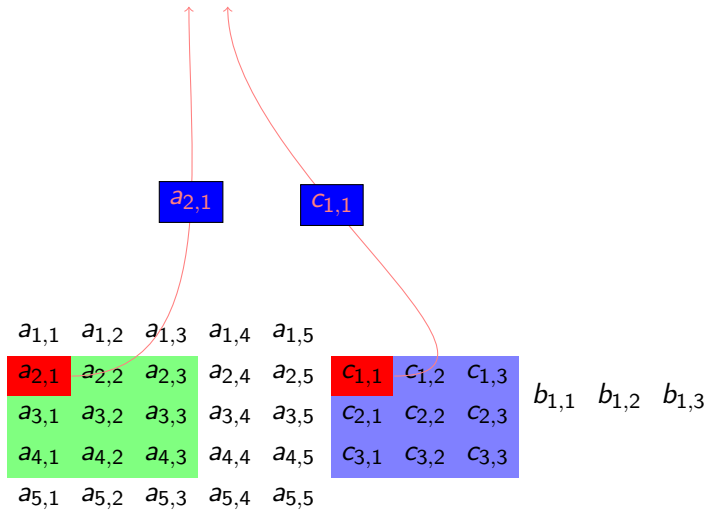 a2,1 c1,1
a1,1 a1,2 a1,3 a1,4 a1,5
a2,1 a2,2 a2,3 a2,4 a2,5 c1,1 c1,2 c1,3
b1,1 b1,2 b1,3
a3,1 a3,2 a3,3 a3,4 a3,5 c2,1 c2,2 c2,3
a4,1 a4,2 a4,3 a4,4 a4,5 c3,1 c3,2 c3,3
a5,1 a5,2 a5,3 a5,4 a5,5